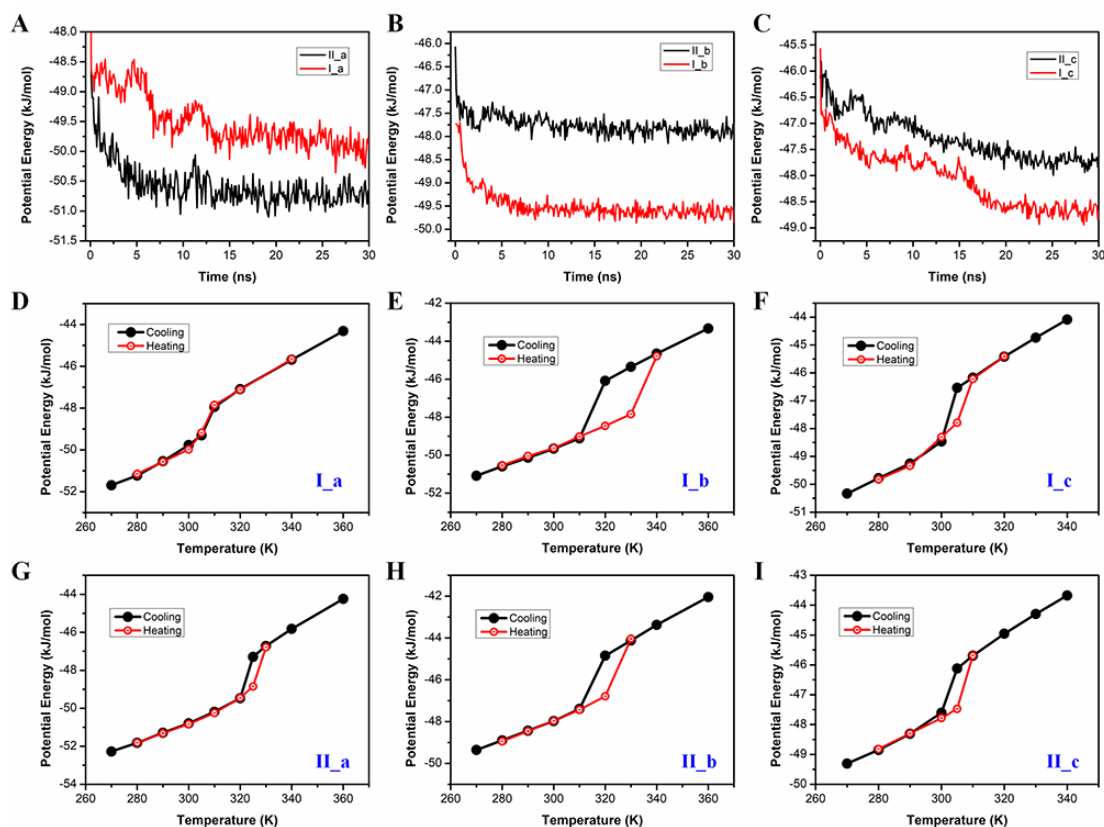 A
B
C
-48.0
-48.5
-49.0
-49.5
-50.0
-50.5
-51.0
-51.5
Potential Energy (kJ/mol)
II_a
I_a
0 5 10 15 20 25 30
Time (ns)
-46.0
-46.5
-47.0
-47.5
-48.0
-48.5
-49.0
-49.5
-50.0
Potential Energy (kJ/mol)
II_b
I_b
0 5 10 15 20 25 30
Time (ns)
-45.5
-46.0
-46.5
-47.0
-47.5
-48.0
-48.5
-49.0
Potential Energy (kJ/mol)
II_c
I_c
0 5 10 15 20 25 30
Time (ns)
D
E
F
-44
-46
-48
-50
-52
Potential Energy (kJ/mol)
Cooling
Heating
I_a
260 280 300 320 340 360
Temperature (K)
-42
-44
-46
-48
-50
-52
Potential Energy (kJ/mol)
Cooling
Heating
I_b
260 280 300 320 340 360
Temperature (K)
-43
-44
-45
-46
-47
-48
-49
-50
-51
Potential Energy (kJ/mol)
Cooling
Heating
I_c
260 280 300 320 340
Temperature (K)
G
H
I
-42
-44
-46
-48
-50
-52
-54
Potential Energy (kJ/mol)
Cooling
Heating
II_a
260 280 300 320 340 360
Temperature (K)
-42
-44
-46
-48
-50
Potential Energy (kJ/mol)
Cooling
Heating
II_b
260 280 300 320 340 360
Temperature (K)
-43
-44
-45
-46
-47
-48
-49
-50
Potential Energy (kJ/mol)
Cooling
Heating
II_c
260 280 300 320 340
Temperature (K)